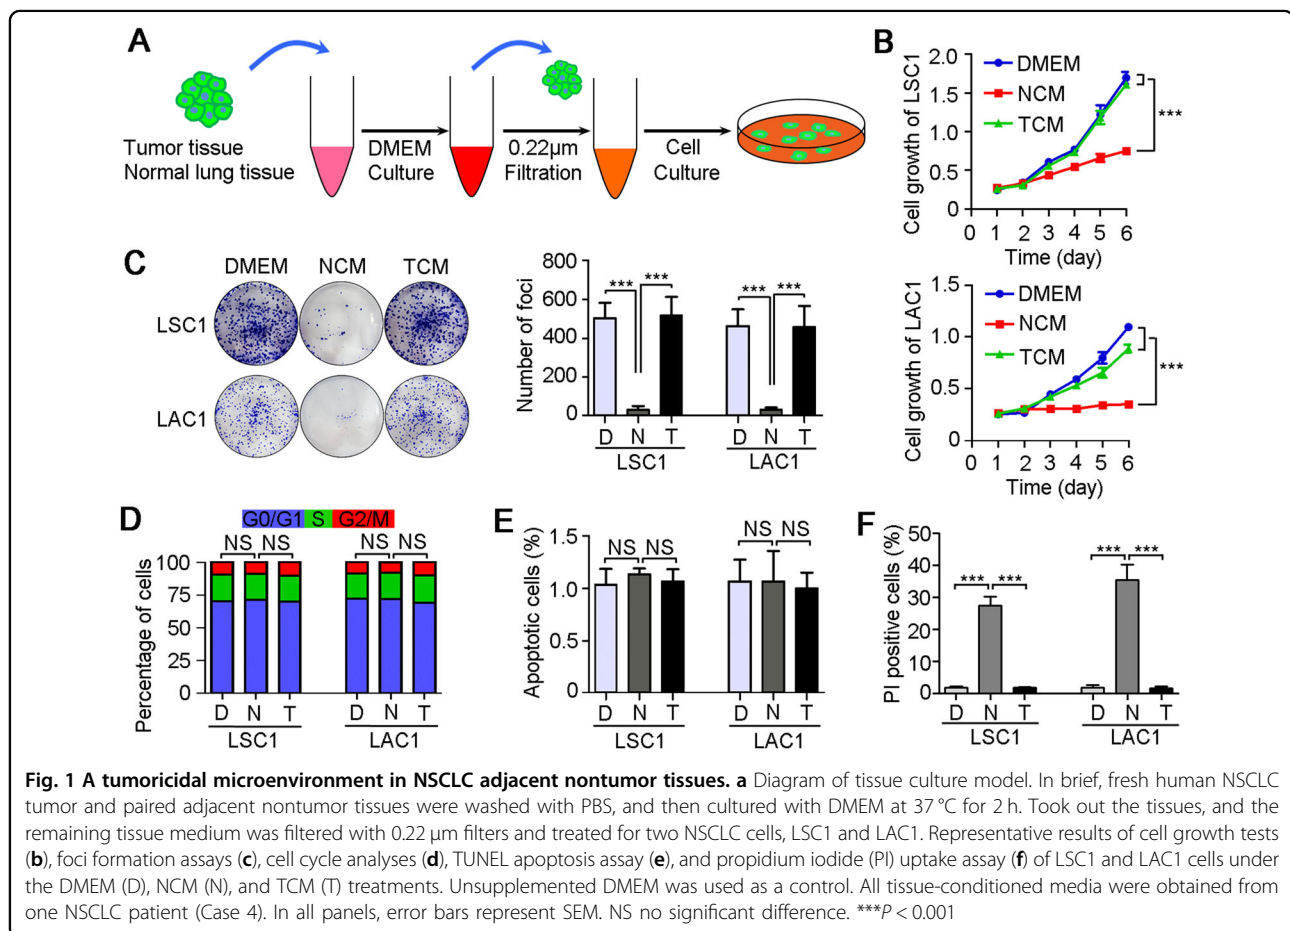 A
Tumor tissue
Normal lung tissue
DMEM
Culture
0.22μm
Filtration
Cell
Culture
B
Cell growth of LSC1
2.0
1.5
1.0
0.5
0
DMEM
NCM
TCM
***
0 1 2 3 4 5 6
Time (day)
Cell growth of LAC1
1.5
1.0
0.5
0
DMEM
NCM
TCM
***
0 1 2 3 4 5 6
Time (day)
C
DMEM NCM TCM
LSC1
LAC1
Number of foci
800
600
400
200
0
*** *** *** ***
D N T D N T
LSC1 LAC1
D
G0/G1 S G2/M
Percentage of cells
100
75
50
25
0
NS NS NS NS
D N T D N T
LSC1 LAC1
E
Apoptotic cells (%)
1.5
1.0
0.5
0
NS NS NS NS
D N T D N T
LSC1 LAC1
F
PI positive cells (%)
50
40
30
20
10
0
*** *** *** ***
D N T D N T
LSC1 LAC1
Fig. 1 A tumoricidal microenvironment in NSCLC adjacent nontumor tissues. a Diagram of tissue culture model. In brief, fresh human NSCLC
tumor and paired adjacent nontumor tissues were washed with PBS, and then cultured with DMEM at 37 °C for 2 h. Took out the tissues, and the
remaining tissue medium was filtered with 0.22 μm filters and treated for two NSCLC cells, LSC1 and LAC1. Representative results of cell growth tests
(b), foci formation assays (c), cell cycle analyses (d), TUNEL apoptosis assay (e), and propidium iodide (PI) uptake assay (f) of LSC1 and LAC1 cells under
the DMEM (D), NCM (N), and TCM (T) treatments. Unsupplemented DMEM was used as a control. All tissue-conditioned media were obtained from
one NSCLC patient (Case 4). In all panels, error bars represent SEM. NS no significant difference. ***P < 0.001